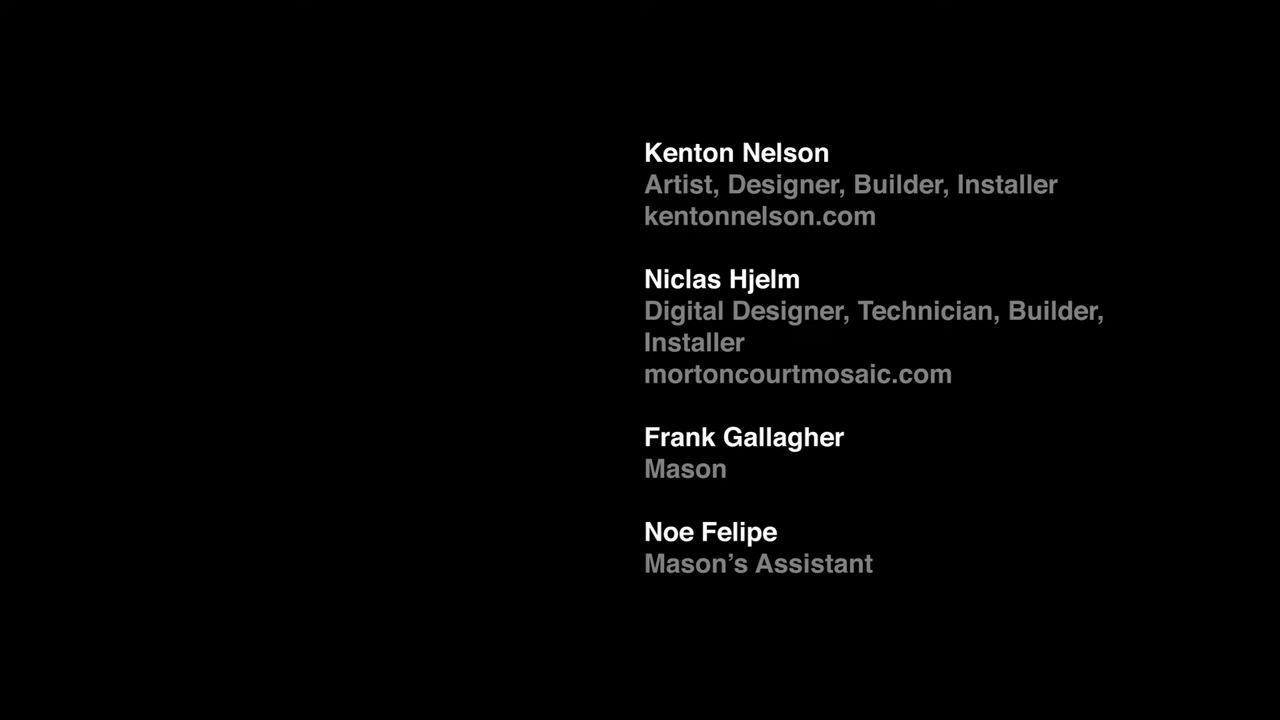 Kenton Nelson
Artist, Designer, Builder, Installer
kentonnelson.com
Niclas Hjelm
Digital Designer, Technician, Builder,
Installer
mortoncourtmosaic.com
Frank Gallagher
Mason
Noe Felipe
Mason’s Assistant